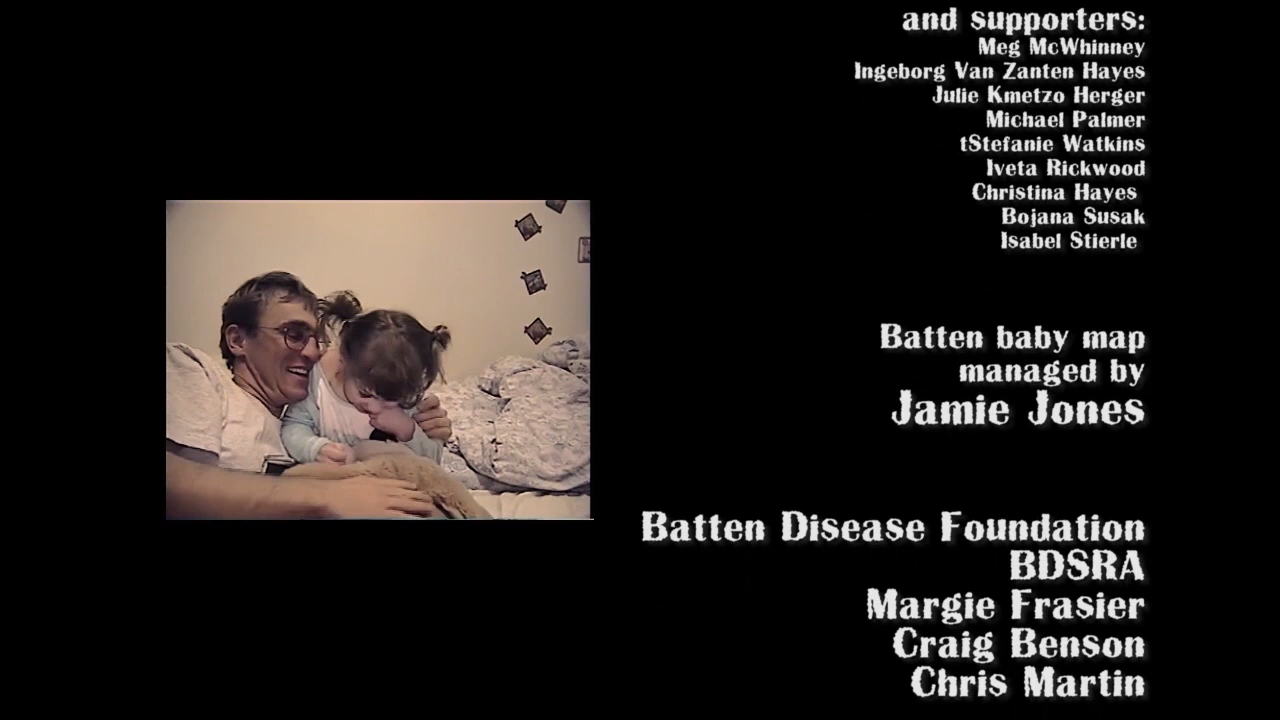 and supporters:
Meg McWhinney
Ingeborg Van Zanten Hayes
Julie Kmetzo Herger
Michael Palmer
tStefanie Watkins
Iveta Rickwood
Christina Hayes
Bojana Susak
Isabel Stierle
Batten baby map
managed by
Jamie Jones
Batten Disease Foundation
BDSRA
Margie Frasier
Craig Benson
Chris Martin